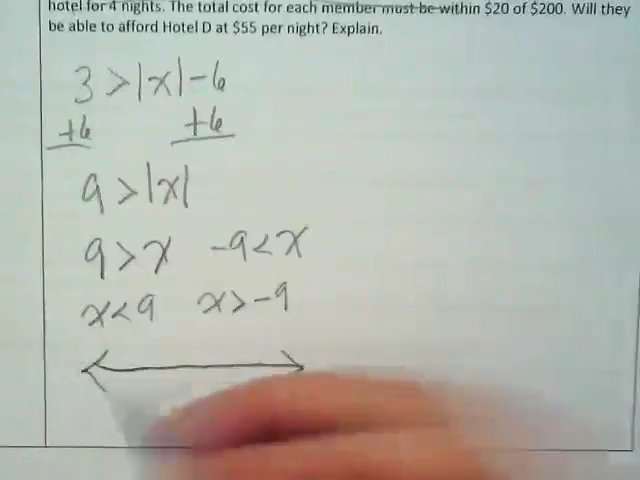 hotel for 4 nights. The total cost for each member must be within $20 of $200. Will they
be able to afford Hotel D at $55 per night? Explain.
3 > |x| - 6
+6 +6
9 > |x|
9 > x -9 < x
x < 9 x > -9